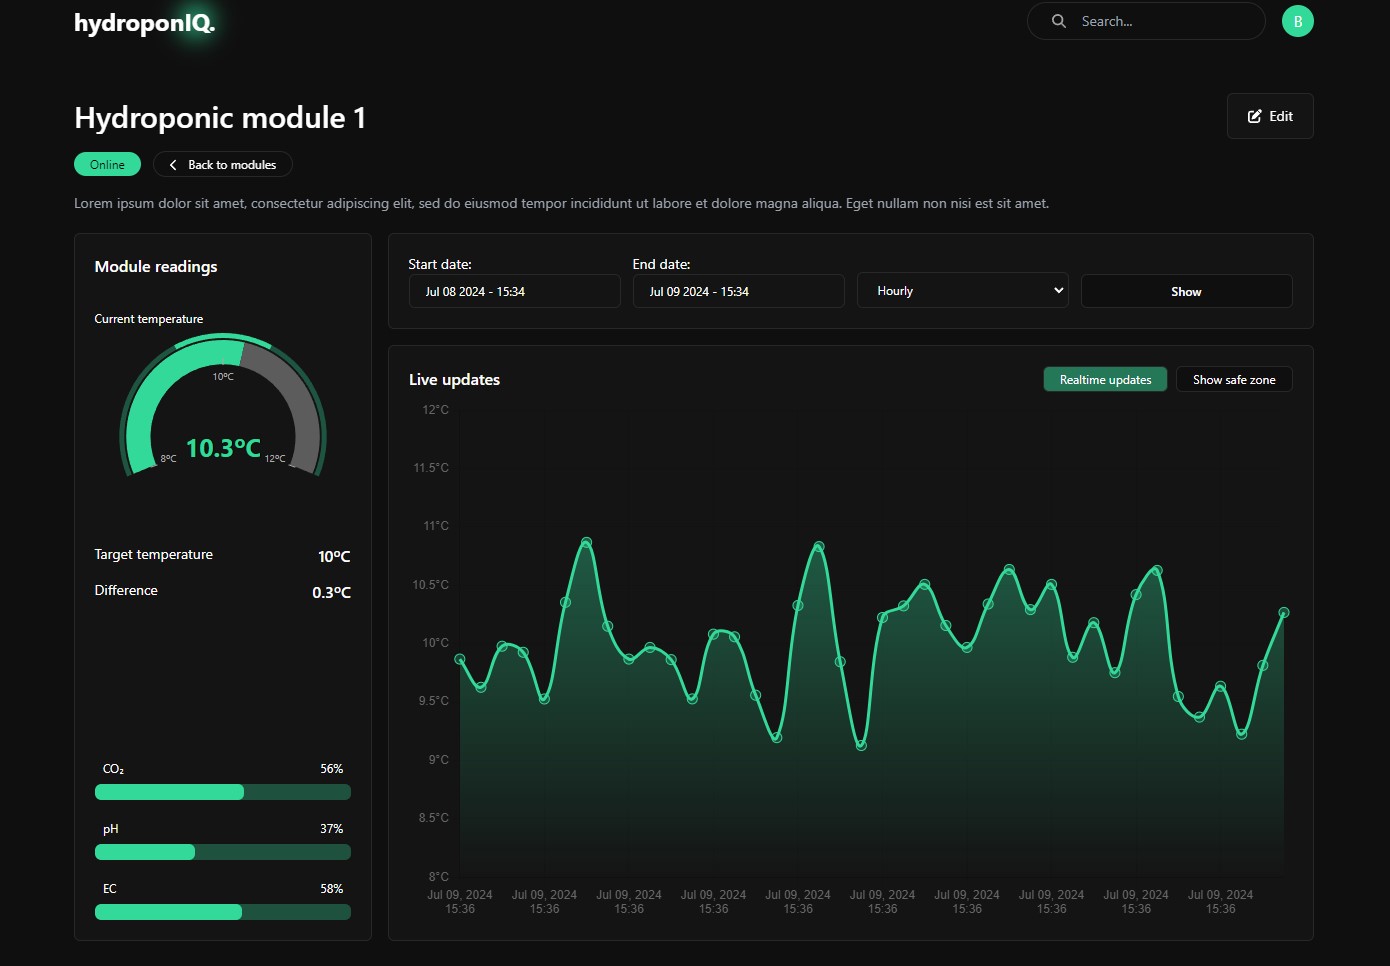 hydroponIQ.
Search...
B
Hydroponic module 1
Edit
Online
Back to modules
Lorem ipsum dolor sit amet, consectetur adipiscing elit, sed do eiusmod tempor incididunt ut labore et dolore magna aliqua. Eget nullam non nisi est sit amet.
Module readings
Current temperature
10ºC
10.3ºC
8ºC
12ºC
Target temperature
10ºC
Difference
0.3ºC
CO₂
56%
pH
37%
EC
58%
Start date:
Jul 08 2024 - 15:34
End date:
Jul 09 2024 - 15:34
Hourly
Show
Live updates
Realtime updates
Show safe zone
12°C
11.5°C
11°C
10.5°C
10°C
9.5°C
9°C
8.5°C
8°C
Jul 09, 2024
15:36
Jul 09, 2024
15:36
Jul 09, 2024
15:36
Jul 09, 2024
15:36
Jul 09, 2024
15:36
Jul 09, 2024
15:36
Jul 09, 2024
15:36
Jul 09, 2024
15:36
Jul 09, 2024
15:36
Jul 09, 2024
15:36